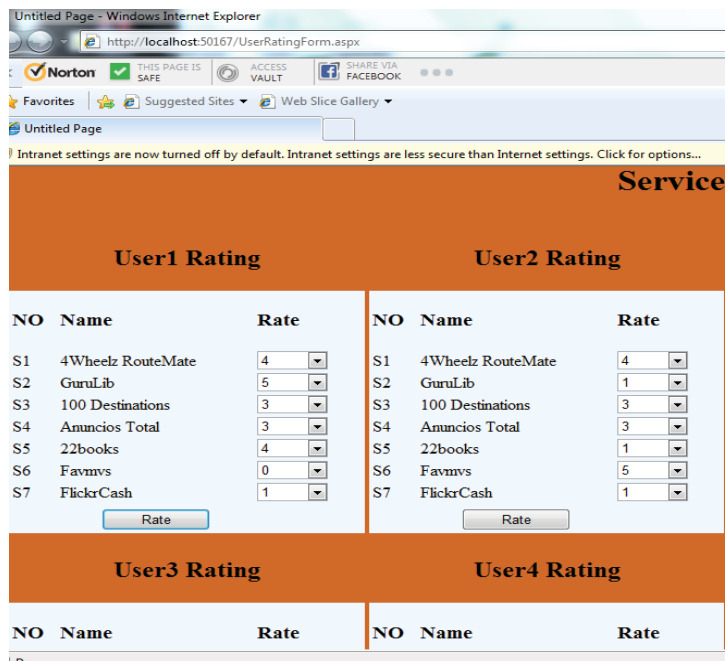 Untitled Page - Windows Internet Explorer
http://localhost:50167/UserRatingForm.aspx
Norton THIS PAGE IS SAFE ACCESS VAULT SHARE VIA FACEBOOK
Favorites Suggested Sites Web Slice Gallery
Untitled Page
Intranet settings are now turned off by default. Intranet settings are less secure than Internet settings. Click for options...
Service
User1 Rating User2 Rating
NO Name Rate NO Name Rate
S1 4Wheelz RouteMate 4 S1 4Wheelz RouteMate 4
S2 GuruLib 5 S2 GuruLib 1
S3 100 Destinations 3 S3 100 Destinations 3
S4 Anuncios Total 3 S4 Anuncios Total 3
S5 22books 4 S5 22books 1
S6 Favmvs 0 S6 Favmvs 5
S7 FlickrCash 1 S7 FlickrCash 1
Rate Rate
User3 Rating User4 Rating
NO Name Rate NO Name Rate